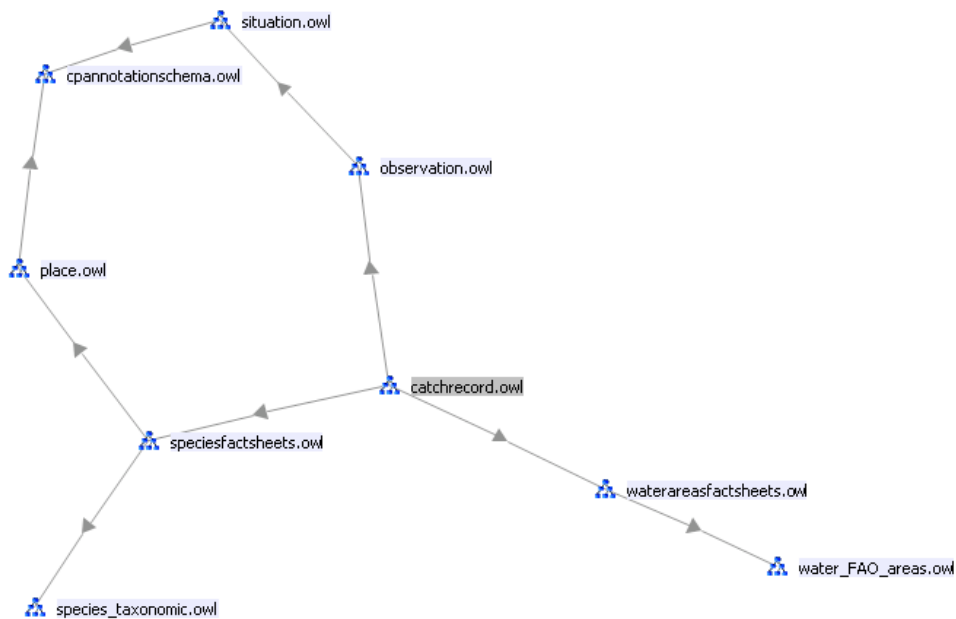 situation.owl
cpannotationschema.owl
observation.owl
place.owl
catchrecord.owl
speciesfactsheets.owl
waterareasfactsheets.owl
water_FAO_areas.owl
species_taxonomic.owl